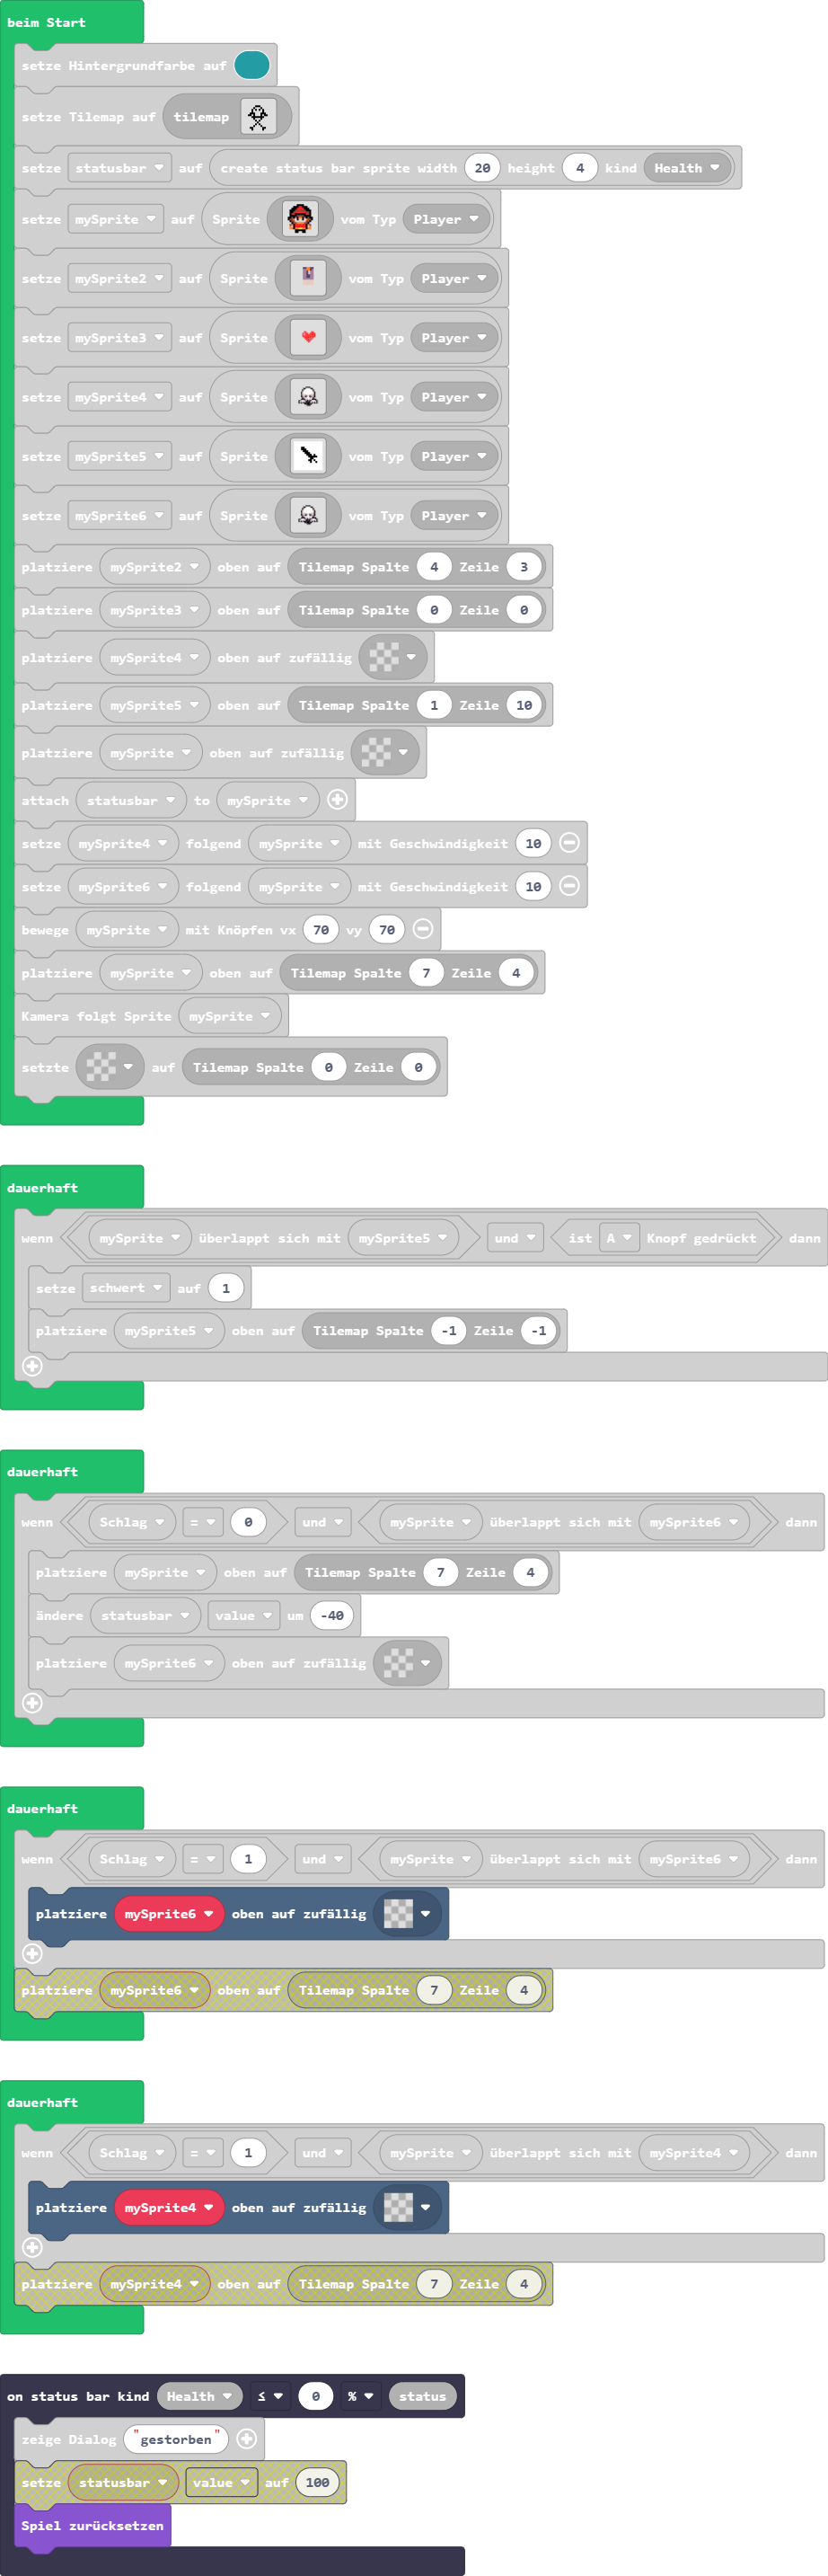 beim Start
setze Hintergrundfarbe auf
setze Tilemap auf tilemap
setze statusbar auf create status bar sprite width 20 height 4 kind Health
setze mySprite auf Sprite vom Typ Player
setze mySprite2 auf Sprite vom Typ Player
setze mySprite3 auf Sprite vom Typ Player
setze mySprite4 auf Sprite vom Typ Player
setze mySprite5 auf Sprite vom Typ Player
setze mySprite6 auf Sprite vom Typ Player
platziere mySprite2 oben auf Tilemap Spalte 4 Zeile 3
platziere mySprite3 oben auf Tilemap Spalte 0 Zeile 0
platziere mySprite4 oben auf zufällig
platziere mySprite5 oben auf Tilemap Spalte 1 Zeile 10
platziere mySprite oben auf zufällig
attach statusbar to mySprite
setze mySprite4 folgend mySprite mit Geschwindigkeit 10
setze mySprite6 folgend mySprite mit Geschwindigkeit 10
bewege mySprite mit Knöpfen vx 70 vy 70
platziere mySprite oben auf Tilemap Spalte 7 Zeile 4
Kamera folgt Sprite mySprite
setzte auf Tilemap Spalte 0 Zeile 0
dauerhaft
wenn mySprite überlappt sich mit mySprite5 und ist A Knopf gedrückt dann
setze schwert auf 1
platziere mySprite5 oben auf Tilemap Spalte -1 Zeile -1
dauerhaft
wenn Schlag = 0 und mySprite überlappt sich mit mySprite6 dann
platziere mySprite oben auf Tilemap Spalte 7 Zeile 4
ändere statusbar value um -40
platziere mySprite6 oben auf zufällig
dauerhaft
wenn Schlag = 1 und mySprite überlappt sich mit mySprite6 dann
platziere mySprite6 oben auf zufällig
platziere mySprite6 oben auf Tilemap Spalte 7 Zeile 4
dauerhaft
wenn Schlag = 1 und mySprite überlappt sich mit mySprite4 dann
platziere mySprite4 oben auf zufällig
platziere mySprite4 oben auf Tilemap Spalte 7 Zeile 4
on status bar kind Health ≤ 0 % status
zeige Dialog "gestorben"
setze statusbar value auf 100
Spiel zurücksetzen